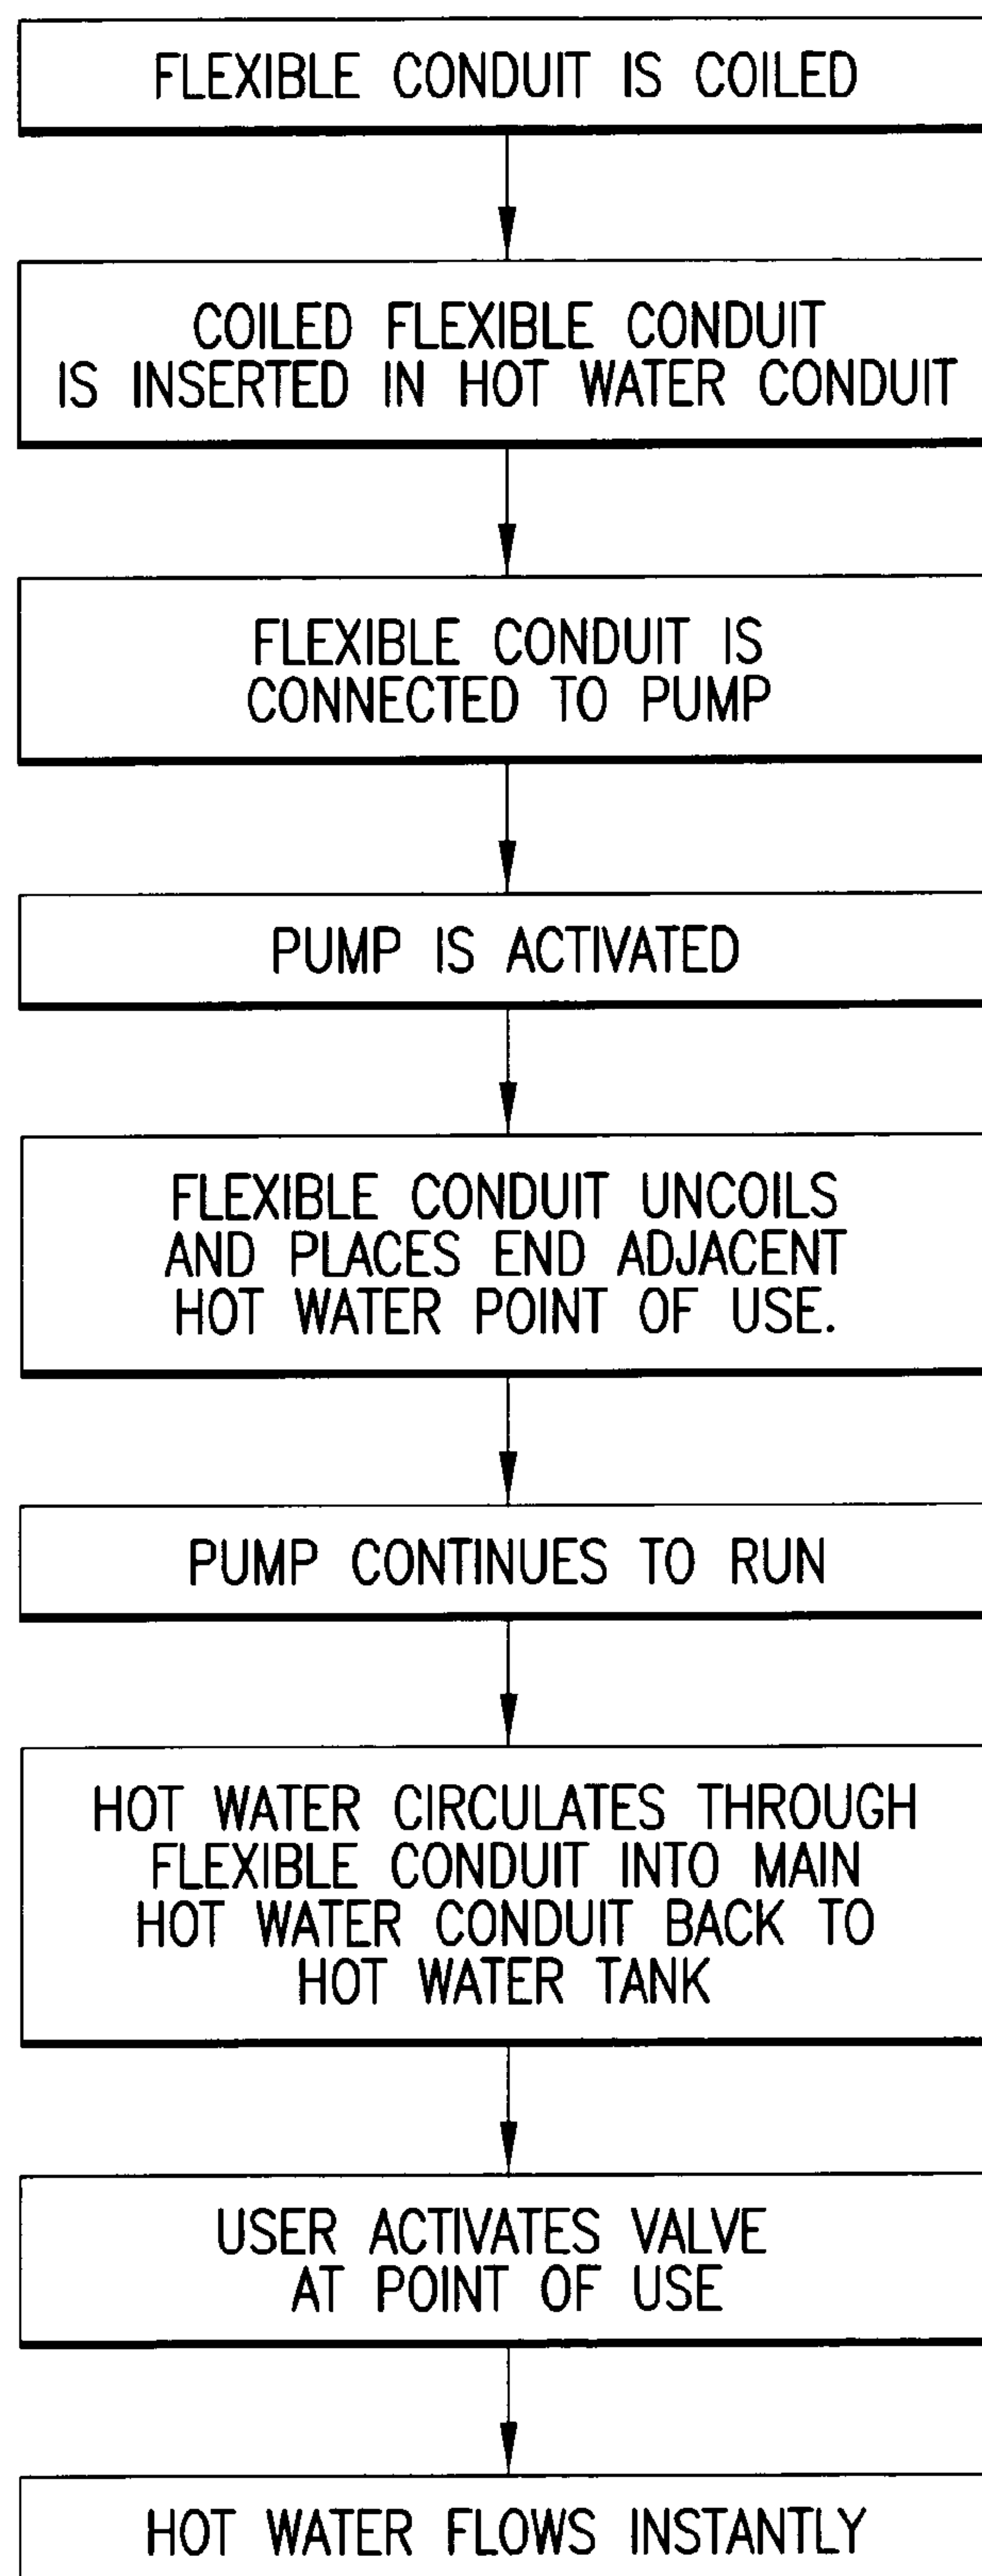 FLEXIBLE CONDUIT IS COILED
COILED FLEXIBLE CONDUIT
IS INSERTED IN HOT WATER CONDUIT
FLEXIBLE CONDUIT IS
CONNECTED TO PUMP
PUMP IS ACTIVATED
FLEXIBLE CONDUIT UNCOILS
AND PLACES END ADJACENT
HOT WATER POINT OF USE.
PUMP CONTINUES TO RUN
HOT WATER CIRCULATES THROUGH
FLEXIBLE CONDUIT INTO MAIN
HOT WATER CONDUIT BACK TO
HOT WATER TANK
USER ACTIVATES VALVE
AT POINT OF USE
HOT WATER FLOWS INSTANTLY